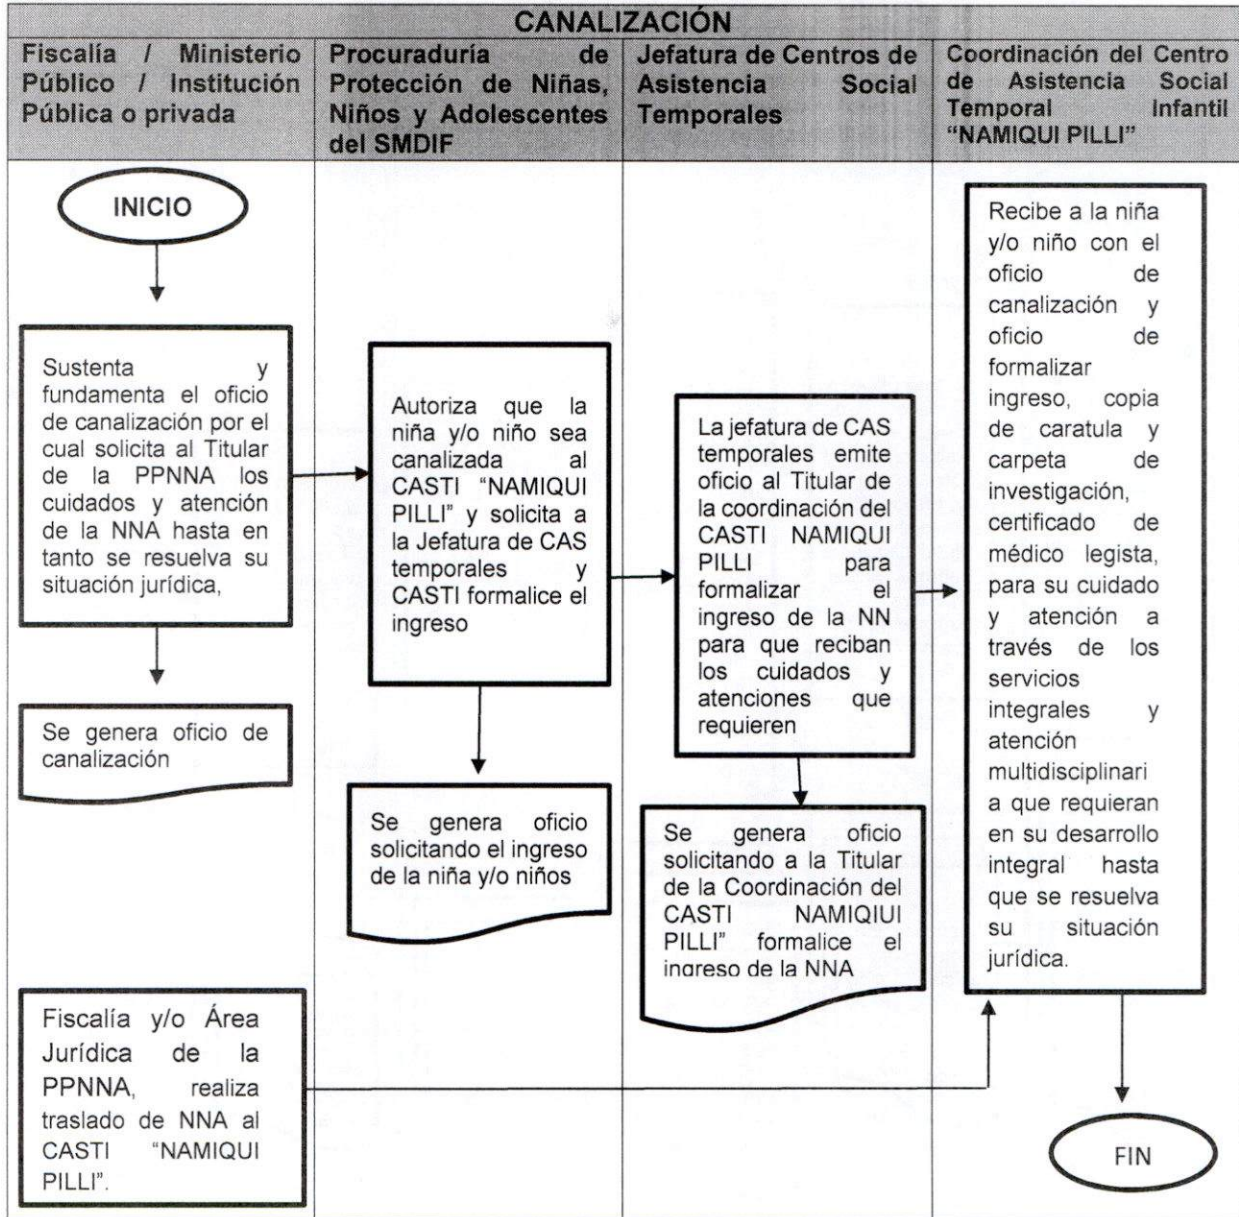 CANALIZACIÓN
Fiscalía / Ministerio
Público / Institución
Pública o privada
Procuraduría de
Protección de Niñas,
Niños y Adolescentes
del SMDIF
Jefatura de Centros de
Asistencia Social
Temporales
Coordinación del Centro
de Asistencia Social
Temporal Infantil
“NAMIQUI PILLI”
INICIO
Sustenta y
fundamenta el oficio
de canalización por el
cual solicita al Titular
de la PPNNA los
cuidados y atención
de la NNA hasta en
tanto se resuelva su
situación jurídica,
Se genera oficio de
canalización
Fiscalía y/o Área
Jurídica de la
PPNNA, realiza
traslado de NNA al
CASTI “NAMIQUI
PILLI”.
Autoriza que la
niña y/o niño sea
canalizada al
CASTI “NAMIQUI
PILLI” y solicita a
la Jefatura de CAS
temporales y
CASTI formalice el
ingreso
Se genera oficio
solicitando el ingreso
de la niña y/o niños
La jefatura de CAS
temporales emite
oficio al Titular de
la coordinación del
CASTI NAMIQUI
PILLI para
formalizar el
ingreso de la NN
para que reciban
los cuidados y
atenciones que
requieren
Se genera oficio
solicitando a la Titular
de la Coordinación del
CASTI NAMIQIUI
PILLI” formalice el
ingreso de la NNA
Recibe a la niña
y/o niño con el
oficio de
canalización y
oficio de
formalizar
ingreso, copia
de caratula y
carpeta de
investigación,
certificado de
médico legista,
para su cuidado
y atención a
través de los
servicios
integrales y
atención
multidisciplinari
a que requieran
en su desarrollo
integral hasta
que se resuelva
su situación
jurídica.
FIN